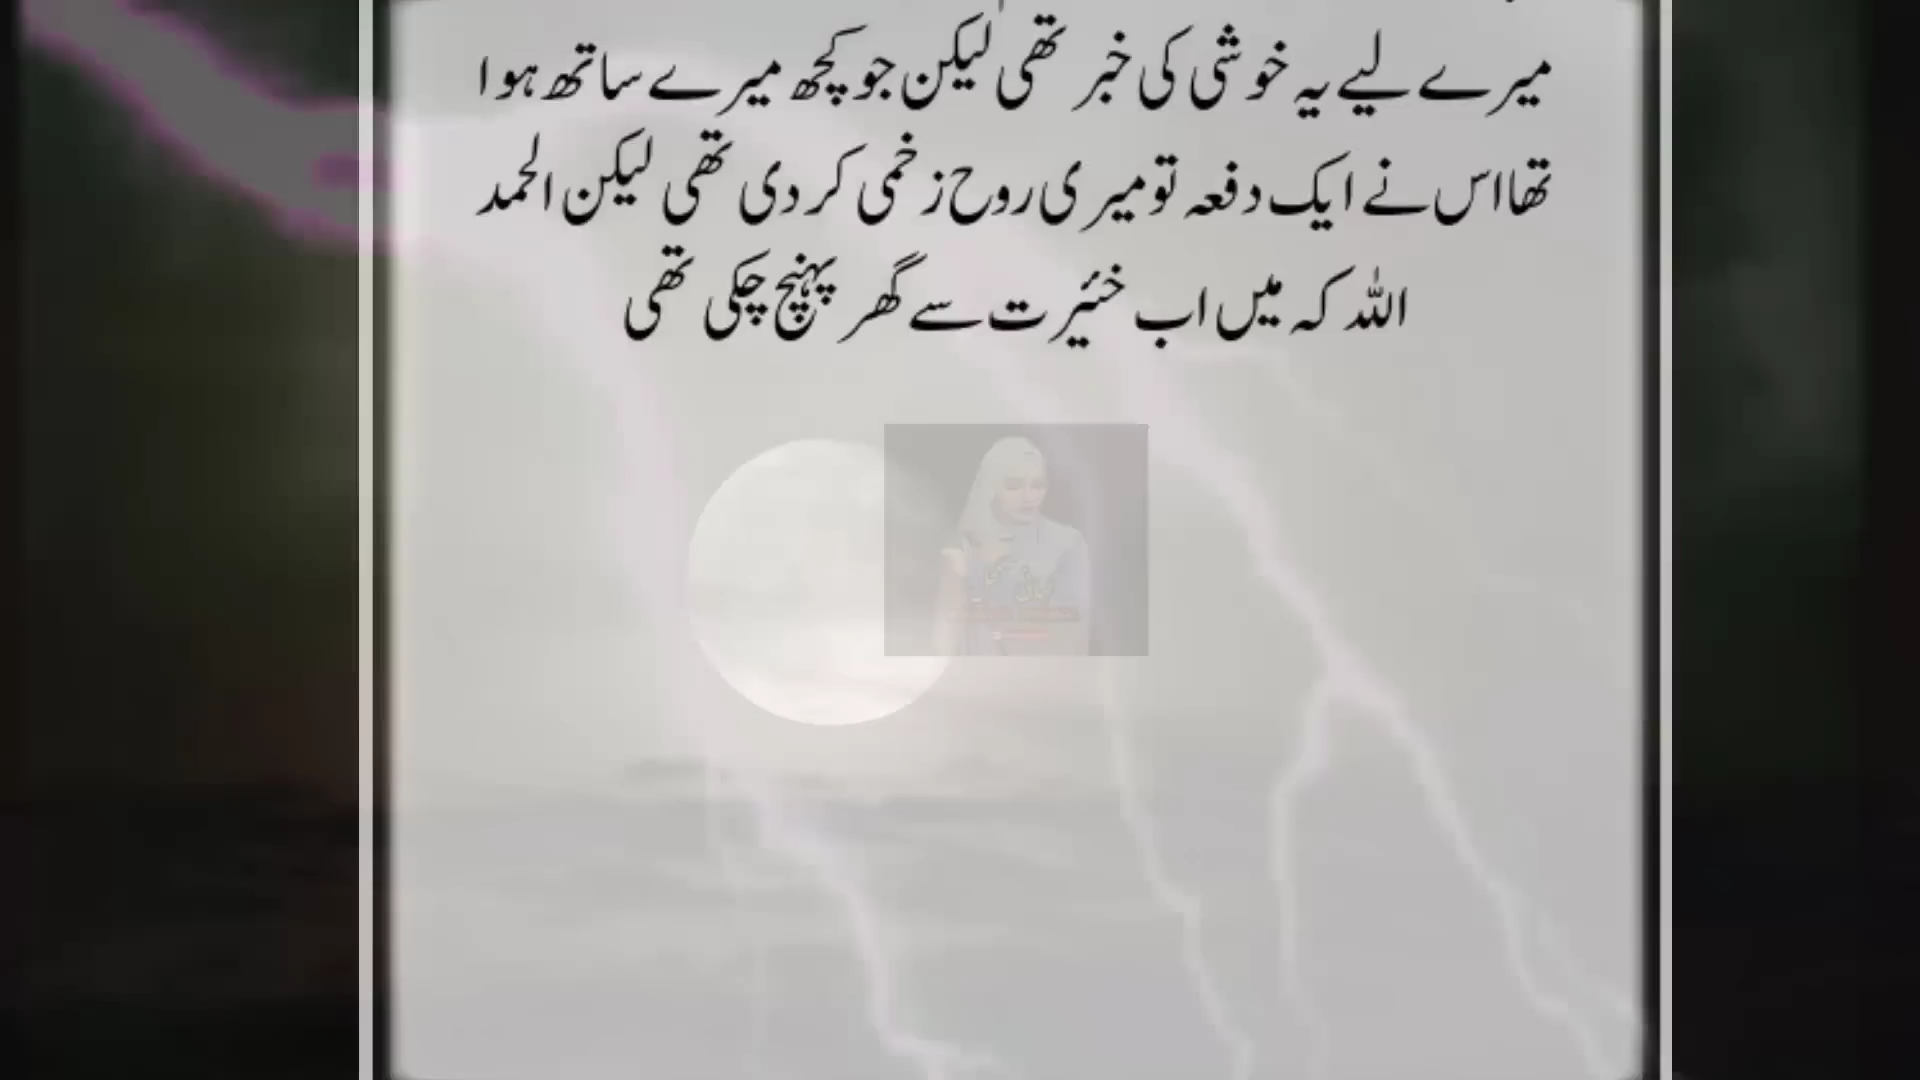 میرے لیے یہ خوشی کی خبر تھی لیکن جو کچھ میرے ساتھ ہوا
تھا اس نے ایک دفعہ تو میری روح زخمی کر دی تھی لیکن الحمد
اللہ کہ میں اب خئیرت سے گھر پہنچ چکی تھی